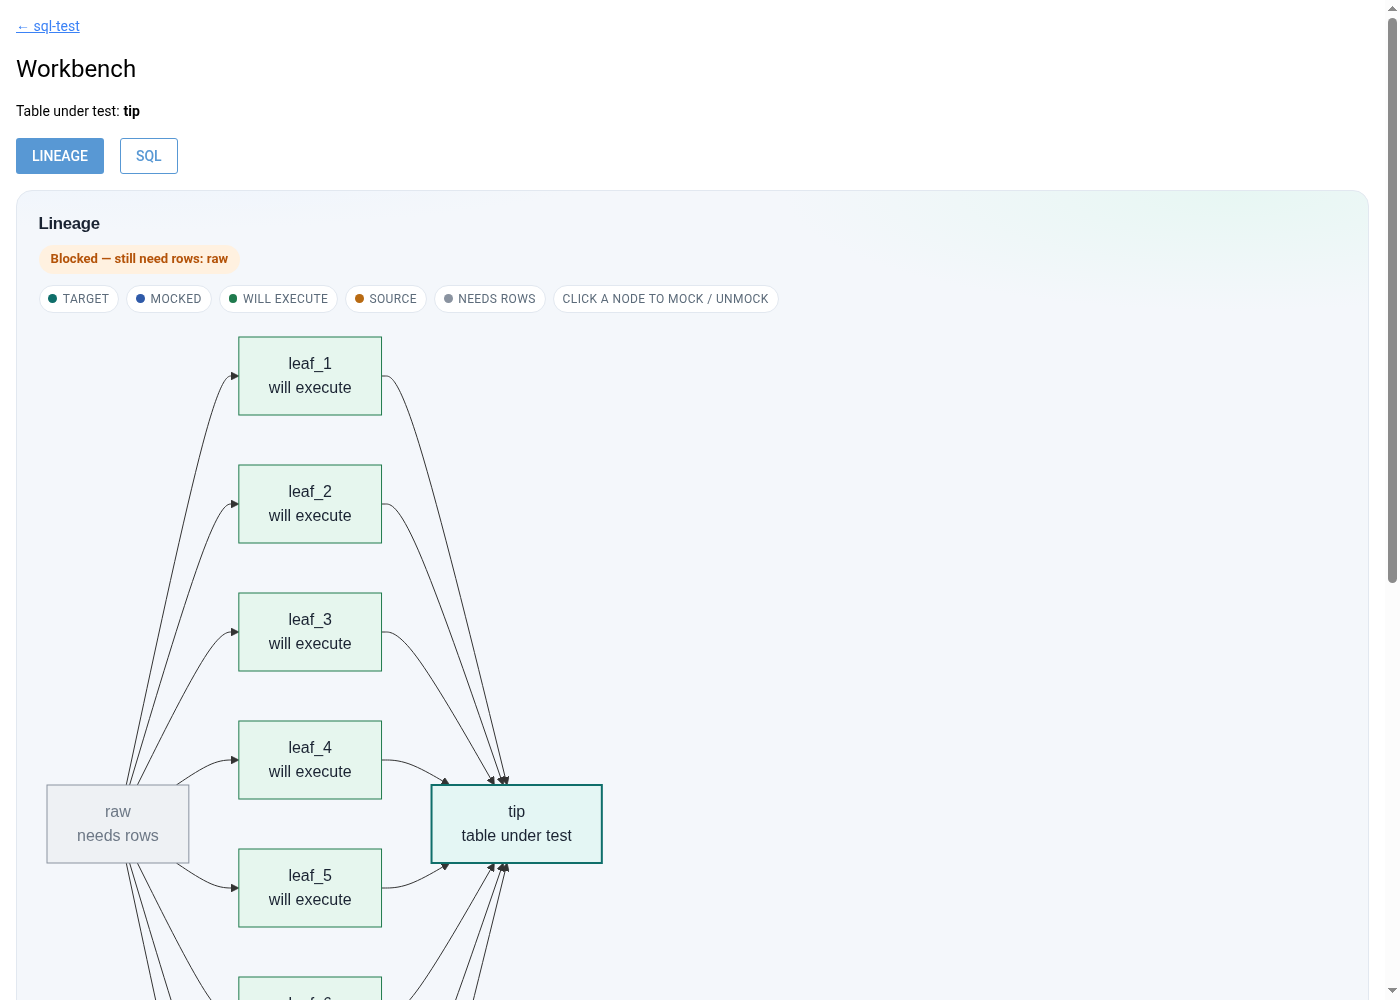 ← sql-test
Workbench
Table under test: tip
LINEAGE
SQL
Lineage
Blocked — still need rows: raw
TARGET
MOCKED
WILL EXECUTE
SOURCE
NEEDS ROWS
CLICK A NODE TO MOCK / UNMOCK
leaf_1
will execute
leaf_2
will execute
leaf_3
will execute
leaf_4
will execute
raw
needs rows
tip
table under test
leaf_5
will execute